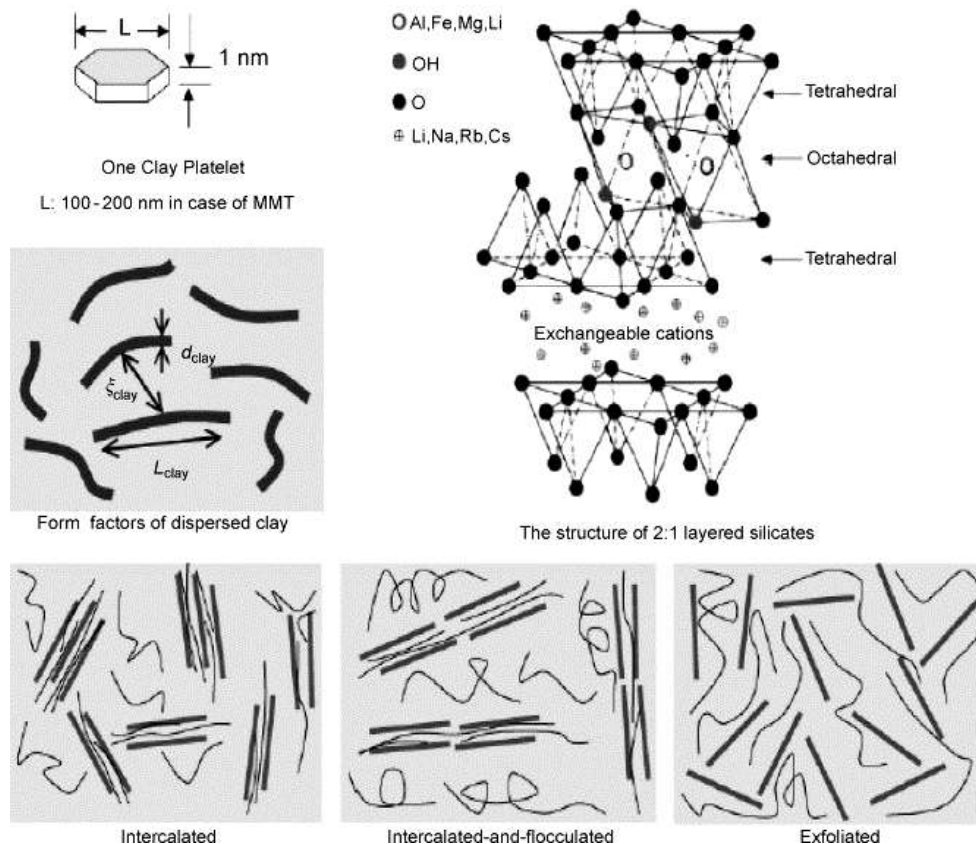 L
1 nm
One Clay Platelet
L: 100-200 nm in case of MMT
Al,Fe,Mg,Li
OH
O
Li,Na,Rb,Cs
Tetrahedral
Octahedral
Tetrahedral
Exchangeable cations
The structure of 2:1 layered silicates
dclay
ξclay
Lclay
Form factors of dispersed clay
Intercalated
Intercalated-and-flocculated
Exfoliated